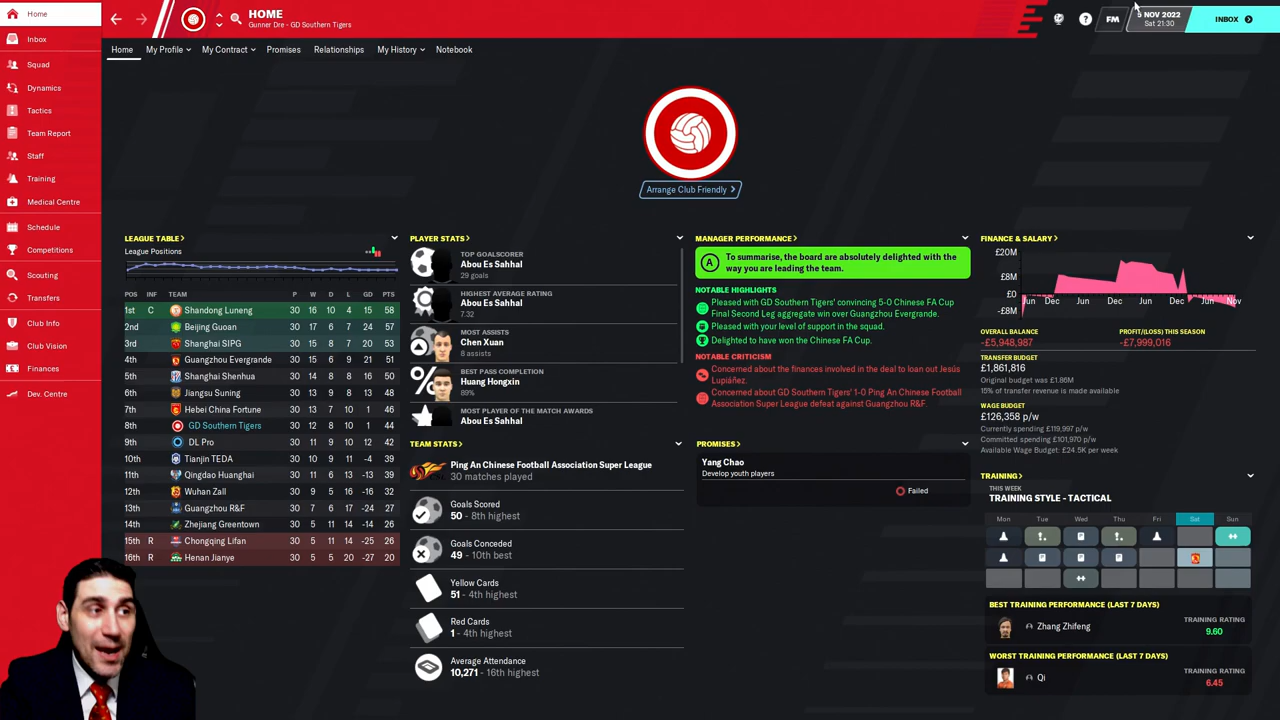 Home
Inbox
Squad
Dynamics
Tactics
Team Report
Staff
Training
Medical Centre
Schedule
Competitions
Scouting
Transfers
Club Info
Club Vision
Finances
Dev. Centre
HOME
Gunner Dre - GD Southern Tigers
FM
5 NOV 2022
Sat 21:30
INBOX
Home
My Profile
My Contract
Promises
Relationships
My History
Notebook
Arrange Club Friendly
LEAGUE TABLE
League Positions
POS INF TEAM P W D L GD PTS
1st C Shandong Luneng 30 16 10 4 15 58
2nd Beijing Guoan 30 17 6 7 24 57
3rd Shanghai SIPG 30 15 8 7 20 53
4th Guangzhou Evergrande 30 15 6 9 21 51
5th Shanghai Shenhua 30 14 8 8 16 50
6th Jiangsu Suning 30 13 9 8 13 48
7th Hebei China Fortune 30 13 7 10 1 46
8th GD Southern Tigers 30 12 8 10 1 44
9th DL Pro 30 11 9 10 12 42
10th Tianjin TEDA 30 11 9 10 -4 39
11th Qingdao Huanghai 30 11 6 13 -13 39
12th Wuhan Zall 30 9 5 16 -16 32
13th Guangzhou R&F 30 7 6 17 -24 27
14th Zhejiang Greentown 30 5 11 14 -14 26
15th R Chongqing Lifan 30 5 11 14 -25 26
16th R Henan Jianye 30 5 5 20 -27 20
PLAYER STATS
TOP GOALSCORER
Abou Es Sahhal
29 goals
HIGHEST AVERAGE RATING
Abou Es Sahhal
7.32
MOST ASSISTS
Chen Xuan
8 assists
BEST PASS COMPLETION
Huang Hongxin
89%
MOST PLAYER OF THE MATCH AWARDS
Abou Es Sahhal
TEAM STATS
Ping An Chinese Football Association Super League
30 matches played
Goals Scored
50 - 8th highest
Goals Conceded
49 - 10th best
Yellow Cards
51 - 4th highest
Red Cards
1 - 4th highest
Average Attendance
10,271 - 16th highest
MANAGER PERFORMANCE
A
To summarise, the board are absolutely delighted with the
way you are leading the team.
NOTABLE HIGHLIGHTS
Pleased with GD Southern Tigers' convincing 5-0 Chinese FA Cup
Final Second Leg aggregate win over Guangzhou Evergrande.
Pleased with your level of support in the squad.
Delighted to have won the Chinese FA Cup.
NOTABLE CRITICISM
Concerned about the finances involved in the deal to loan out Jesús
Lupiáñez.
Concerned about GD Southern Tigers' 1-0 Ping An Chinese Football
Association Super League defeat against Guangzhou R&F.
PROMISES
Yang Chao
Develop youth players
Failed
FINANCE & SALARY
£20M
£8M
£0
-£8M
Jun Dec Jun Dec Jun Dec Jun Nov
OVERALL BALANCE
-£5,948,987
PROFIT/(LOSS) THIS SEASON
-£7,999,016
TRANSFER BUDGET
£1,861,816
Original budget was £1.86M
15% of transfer revenue is made available
WAGE BUDGET
£126,358 p/w
Currently spending £119,997 p/w
Committed spending £101,970 p/w
Available Wage Budget: £24.5K per week
TRAINING
THIS WEEK
TRAINING STYLE - TACTICAL
Mon Tue Wed Thu Fri Sat Sun
BEST TRAINING PERFORMANCE (LAST 7 DAYS)
Zhang Zhifeng
TRAINING RATING
9.60
WORST TRAINING PERFORMANCE (LAST 7 DAYS)
Qi
TRAINING RATING
6.45